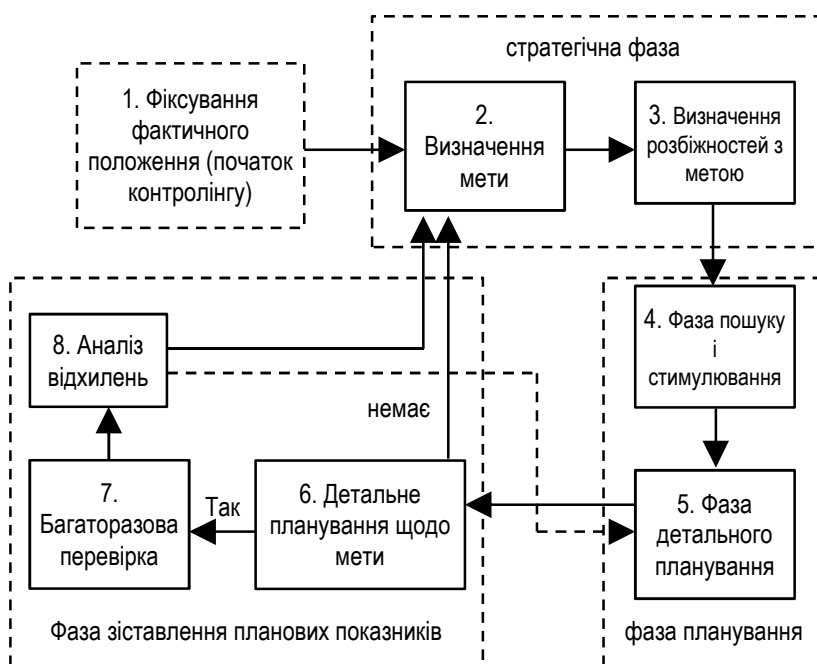 стратегічна фаза
1. Фіксування
фактичного
положення (початок
контролінгу)
2.
Визначення
мети
3. Визначення
розбіжностей з
метою
4. Фаза пошуку
і
стимулювання
8. Аналіз
відхилень
немає
7.
Багаторазова
перевірка
Так
6. Детальне
планування щодо
мети
5. Фаза
детального
планування
Фаза зіставлення планових показників
фаза планування